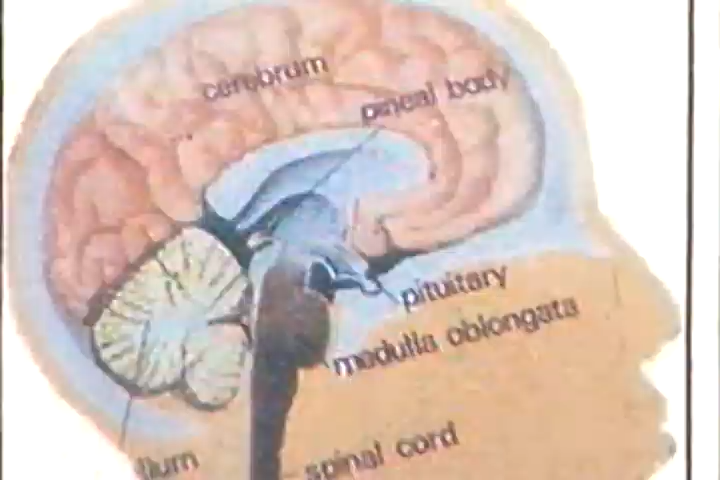 cerebrum
pineal body
pituitary
medulla oblongata
spinal cord